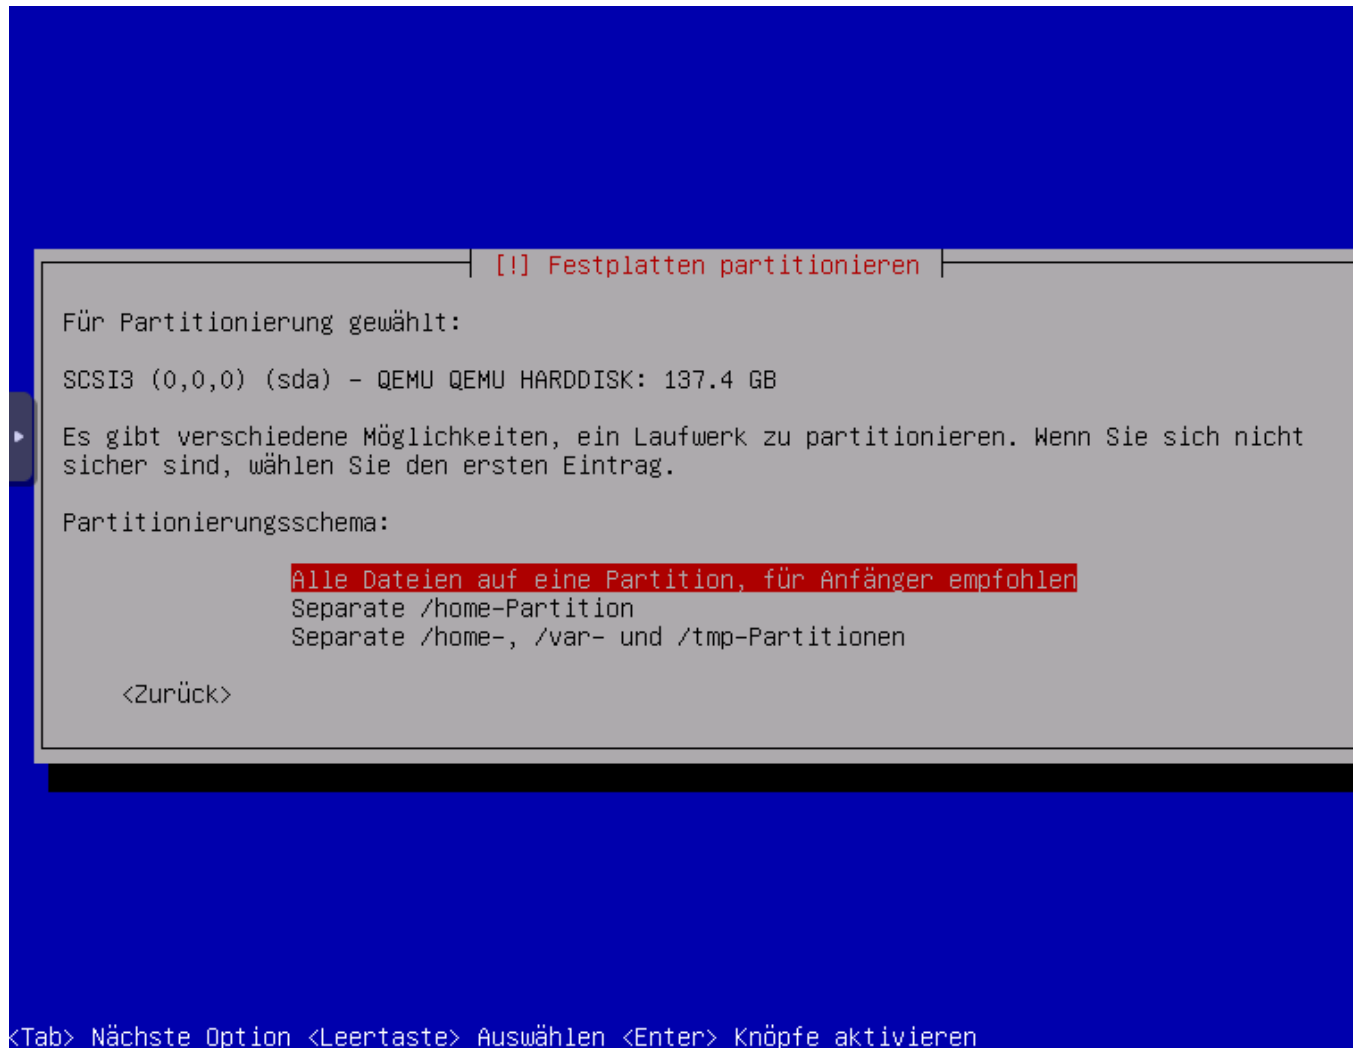 [!] Festplatten partitionieren
Für Partitionierung gewählt:
SCSI3 (0,0,0) (sda) – QEMU QEMU HARDDISK: 137.4 GB
Es gibt verschiedene Möglichkeiten, ein Laufwerk zu partitionieren. Wenn Sie sich nicht
sicher sind, wählen Sie den ersten Eintrag.
Partitionierungsschema:
Alle Dateien auf eine Partition, für Anfänger empfohlen
Separate /home-Partition
Separate /home-, /var- und /tmp-Partitionen
<Zurück>
<Tab> Nächste Option <Leertaste> Auswählen <Enter> Knöpfe aktivieren